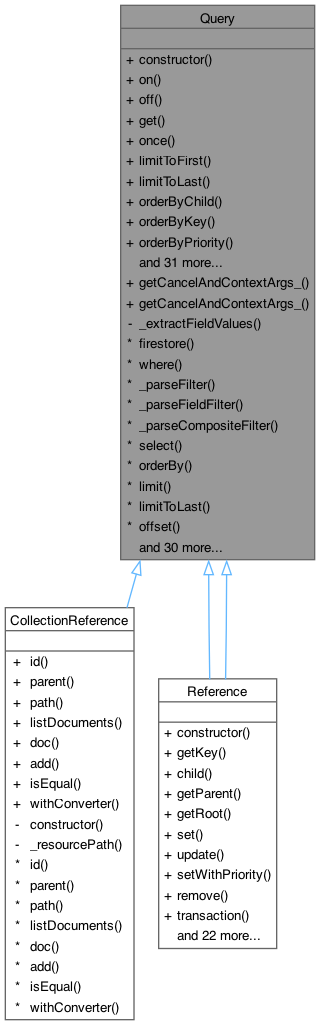 Query
+ constructor()
+ on()
+ off()
+ get()
+ once()
+ limitToFirst()
+ limitToLast()
+ orderByChild()
+ orderByKey()
+ orderByPriority()
and 31 more...
+ getCancelAndContextArgs_()
+ getCancelAndContextArgs_()
- _extractFieldValues()
* firestore()
* where()
* _parseFilter()
* _parseFieldFilter()
* _parseCompositeFilter()
* select()
* orderBy()
* limit()
* limitToLast()
* offset()
and 30 more...
CollectionReference
+ id()
+ parent()
+ path()
+ listDocuments()
+ doc()
+ add()
+ isEqual()
+ withConverter()
- constructor()
- _resourcePath()
* id()
* parent()
* path()
* listDocuments()
* doc()
* add()
* isEqual()
* withConverter()
Reference
+ constructor()
+ getKey()
+ child()
+ getParent()
+ getRoot()
+ set()
+ update()
+ setWithPriority()
+ remove()
+ transaction()
and 22 more...